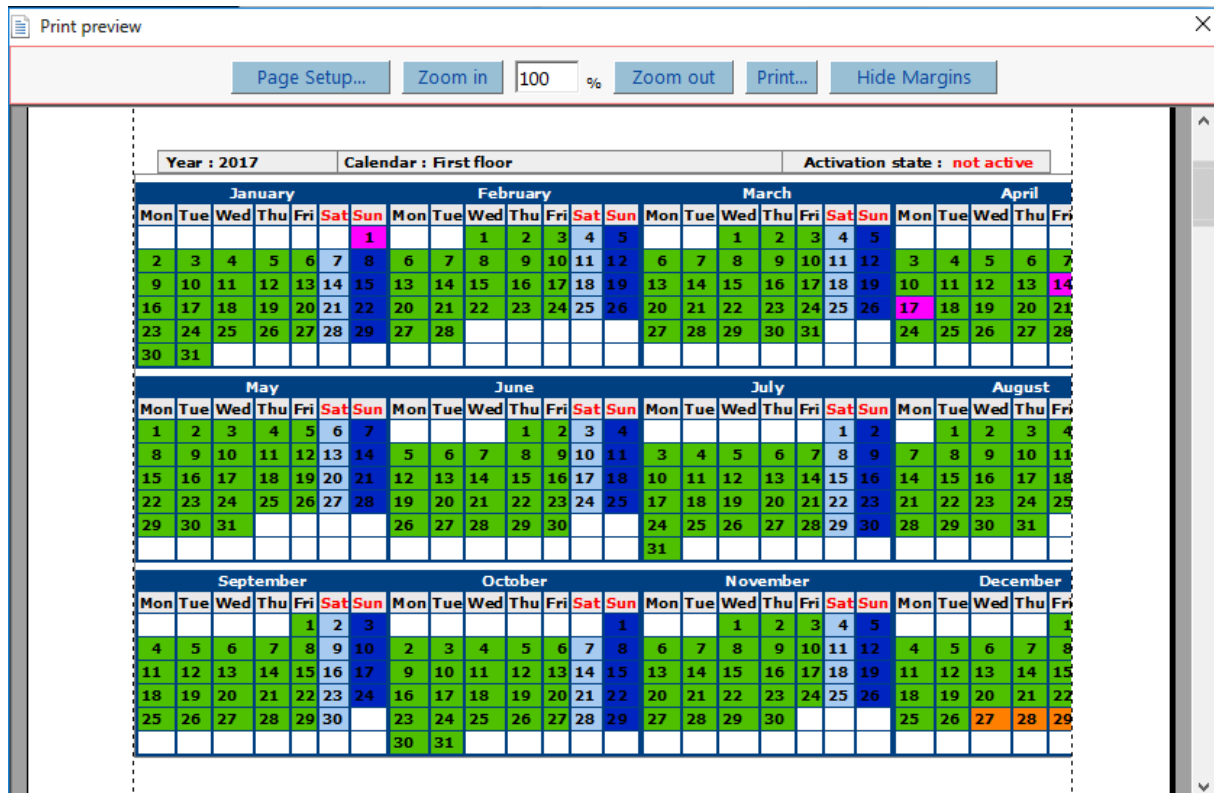 Print preview
Page Setup... Zoom in 100 % Zoom out Print... Hide Margins
Year : 2017 Calendar : First floor Activation state : not active
January February March April
Mon Tue Wed Thu Fri Sat Sun Mon Tue Wed Thu Fri Sat Sun Mon Tue Wed Thu Fri Sat Sun Mon Tue Wed Thu Fri
1 1 2 3 4 5 1 2 3 4 5
2 3 4 5 6 7 8 6 7 8 9 10 11 12 6 7 8 9 10 11 12 3 4 5 6 7
9 10 11 12 13 14 15 13 14 15 16 17 18 19 13 14 15 16 17 18 19 10 11 12 13 14
16 17 18 19 20 21 22 20 21 22 23 24 25 26 20 21 22 23 24 25 26 17 18 19 20 21
23 24 25 26 27 28 29 27 28 27 28 29 30 31 24 25 26 27 28
30 31
May June July August
Mon Tue Wed Thu Fri Sat Sun Mon Tue Wed Thu Fri Sat Sun Mon Tue Wed Thu Fri Sat Sun Mon Tue Wed Thu Fri
1 2 3 4 5 6 7 1 2 3 4 1 2 1 2 3 4
8 9 10 11 12 13 14 5 6 7 8 9 10 11 3 4 5 6 7 8 9 7 8 9 10 11
15 16 17 18 19 20 21 12 13 14 15 16 17 18 10 11 12 13 14 15 16 14 15 16 17 18
22 23 24 25 26 27 28 19 20 21 22 23 24 25 17 18 19 20 21 22 23 21 22 23 24 25
29 30 31 26 27 28 29 30 24 25 26 27 28 29 30 28 29 30 31
31
September October November December
Mon Tue Wed Thu Fri Sat Sun Mon Tue Wed Thu Fri Sat Sun Mon Tue Wed Thu Fri Sat Sun Mon Tue Wed Thu Fri
1 2 3 1 1 2 3 4 5 1
4 5 6 7 8 9 10 2 3 4 5 6 7 8 6 7 8 9 10 11 12 4 5 6 7 8
11 12 13 14 15 16 17 9 10 11 12 13 14 15 13 14 15 16 17 18 19 11 12 13 14 15
18 19 20 21 22 23 24 16 17 18 19 20 21 22 20 21 22 23 24 25 26 18 19 20 21 22
25 26 27 28 29 30 23 24 25 26 27 28 29 27 28 29 30 25 26 27 28 29
30 31